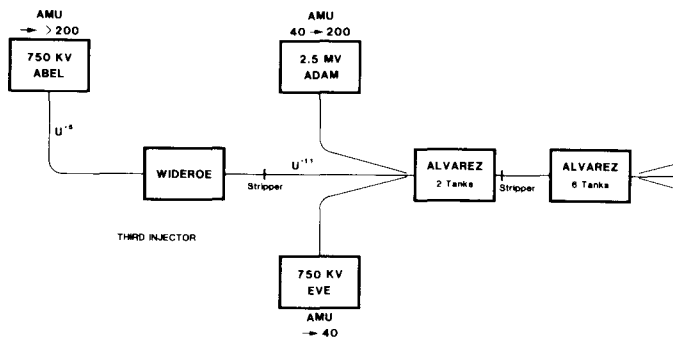 AMU
→ > 200
750 KV
ABEL
AMU
40 → 200
2.5 MV
ADAM
U+5
WIDEROE
Stripper
U+11
ALVAREZ
2 Tanks
Stripper
ALVAREZ
6 Tanks
THIRD INJECTOR
750 KV
EVE
AMU
→ 40